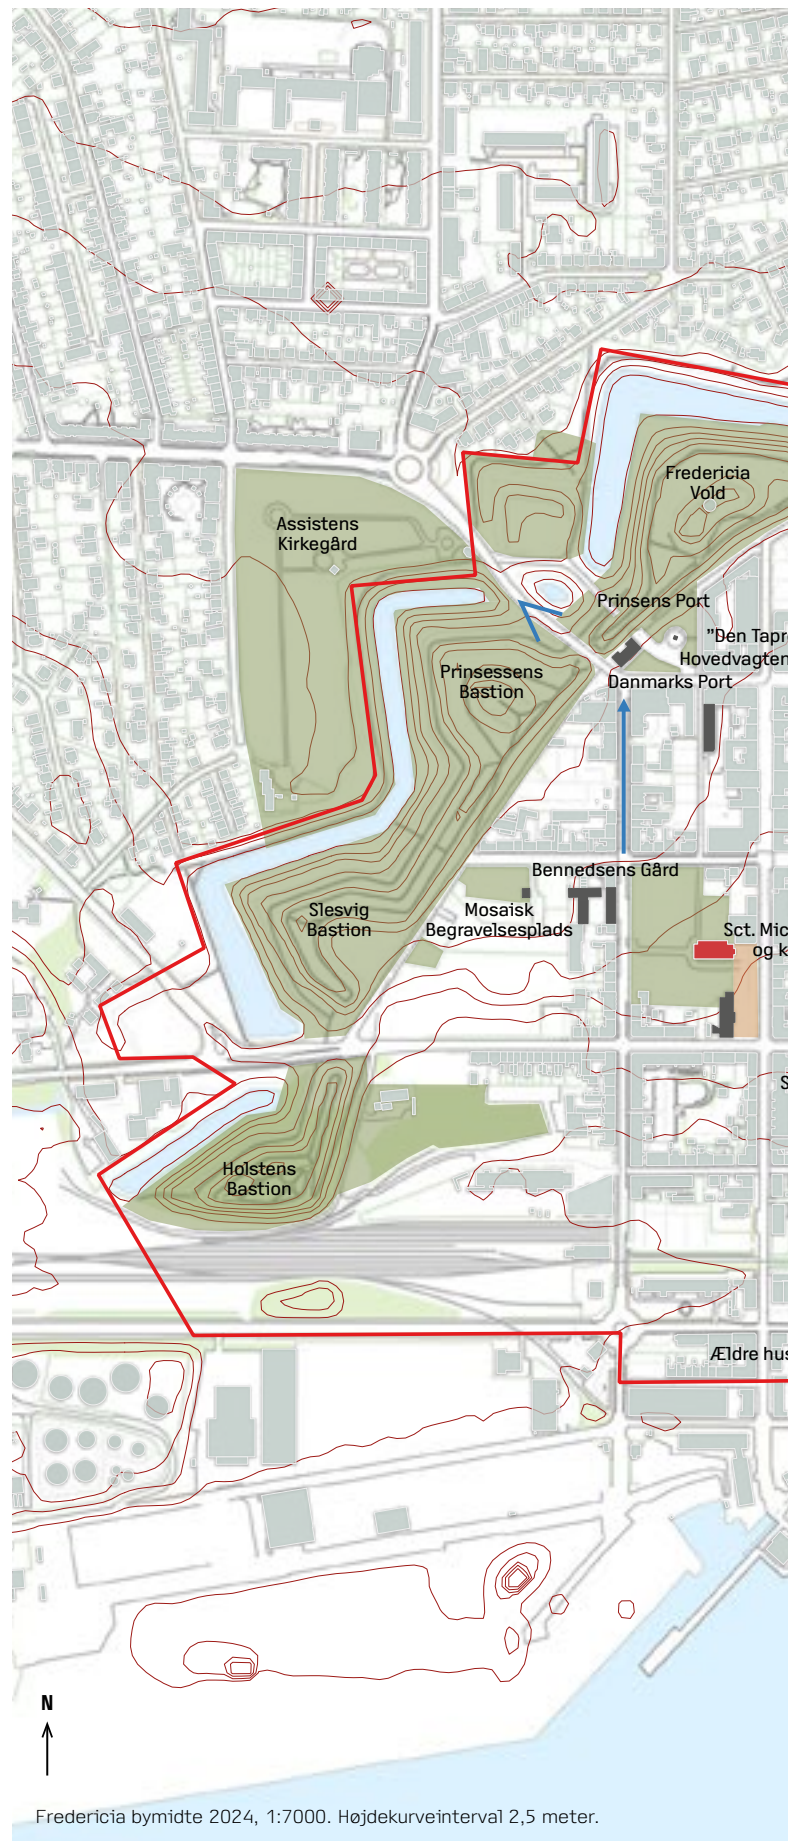 Fredericia
Vold
Assistens
Kirkegård
Prinsens Port
"Den Tapr
Hovedvagten
Prinsessens
Bastion
Danmarks Port
Bennedsens Gård
Slesvig
Bastion
Mosaisk
Begravelsesplads
Sct. Mic
og k
S
Holstens
Bastion
Ældre hus
N
Fredericia bymidte 2024, 1:7000. Højdekurveinterval 2,5 meter.